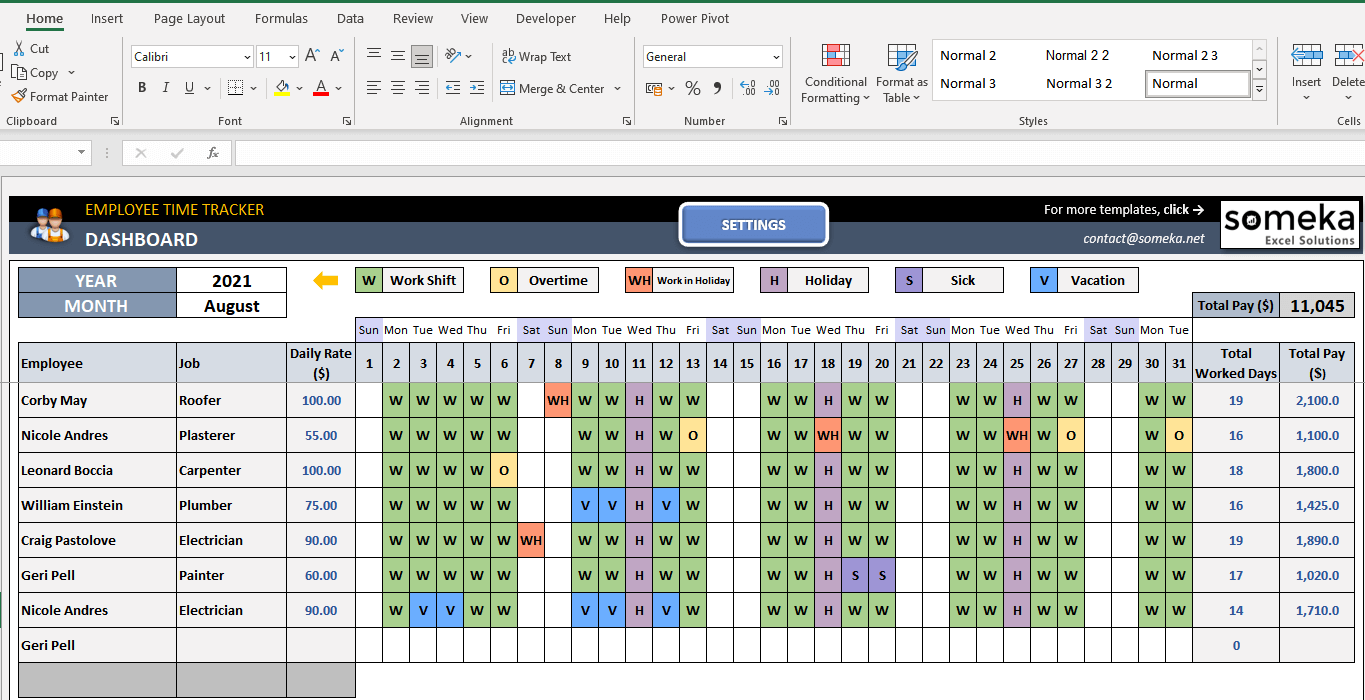 Home Insert Page Layout Formulas Data Review View Developer Help Power Pivot
Cut
Copy
Format Painter
Clipboard
Calibri 11
B I U A
Font
Wrap Text
Merge & Center
Alignment
General
% 9 .00
Number
Conditional Formatting
Format as Table
Normal 2 Normal 2 2 Normal 2 3
Normal 3 Normal 3 2 Normal
Styles
Insert Delete
Cells
fx
EMPLOYEE TIME TRACKER
DASHBOARD
SETTINGS
For more templates, click →
contact@someka.net
someka
Excel Solutions
YEAR 2021
MONTH August
W Work Shift O Overtime WH Work in Holiday H Holiday S Sick V Vacation
Total Pay ($) 11,045
Sun Mon Tue Wed Thu Fri Sat Sun Mon Tue Wed Thu Fri Sat Sun Mon Tue Wed Thu Fri Sat Sun Mon Tue Wed Thu Fri Sat Sun Mon Tue
Employee Job Daily Rate ($) 1 2 3 4 5 6 7 8 9 10 11 12 13 14 15 16 17 18 19 20 21 22 23 24 25 26 27 28 29 30 31 Total Worked Days Total Pay ($)
Corby May Roofer 100.00 W W W W W WH W W H W W W W H W W W W H W W W W 19 2,100.0
Nicole Andres Plasterer 55.00 W W W W W W W H W O W W WH W W W W WH W O W O 16 1,100.0
Leonard Boccia Carpenter 100.00 W W W W O W W H W W W W H W W W W H W W W W 18 1,800.0
William Einstein Plumber 75.00 W W W W W V V H V W W W H W W W W H W W W W 16 1,425.0
Craig Pastolove Electrician 90.00 W W W W W WH W W H W W W W H W W W W H W W W W 19 1,890.0
Geri Pell Painter 60.00 W W W W W W W H W W W W H S S W W H W W W W 17 1,020.0
Nicole Andres Electrician 90.00 W V V W W V V H V W W W H W W W W H W W W W 14 1,710.0
Geri Pell 0